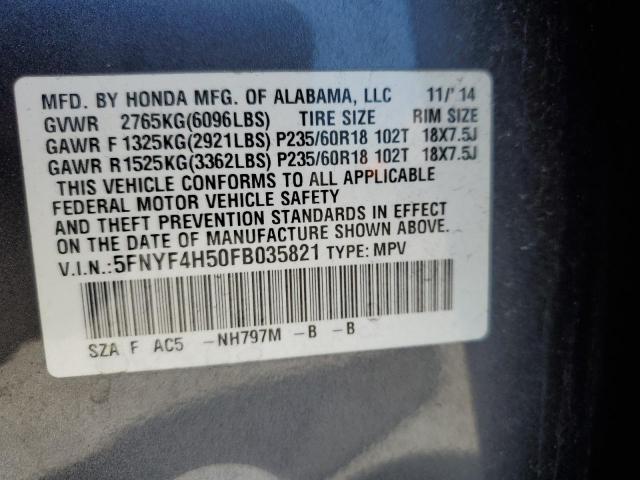 MFD. BY HONDA MFG. OF ALABAMA, LLC 11/'14
GVWR 2765KG(6096LBS) TIRE SIZE RIM SIZE
GAWR F 1325KG(2921LBS) P235/60R18 102T 18X7.5J
GAWR R1525KG(3362LBS) P235/60R18 102T 18X7.5J
THIS VEHICLE CONFORMS TO ALL APPLICABLE
FEDERAL MOTOR VEHICLE SAFETY
AND THEFT PREVENTION STANDARDS IN EFFECT
ON THE DATE OF MANUFACTURE SHOWN ABOVE.
V.I.N.:5FNYF4H50FB035821 TYPE: MPV
SZA F AC5 -NH797M -B -B